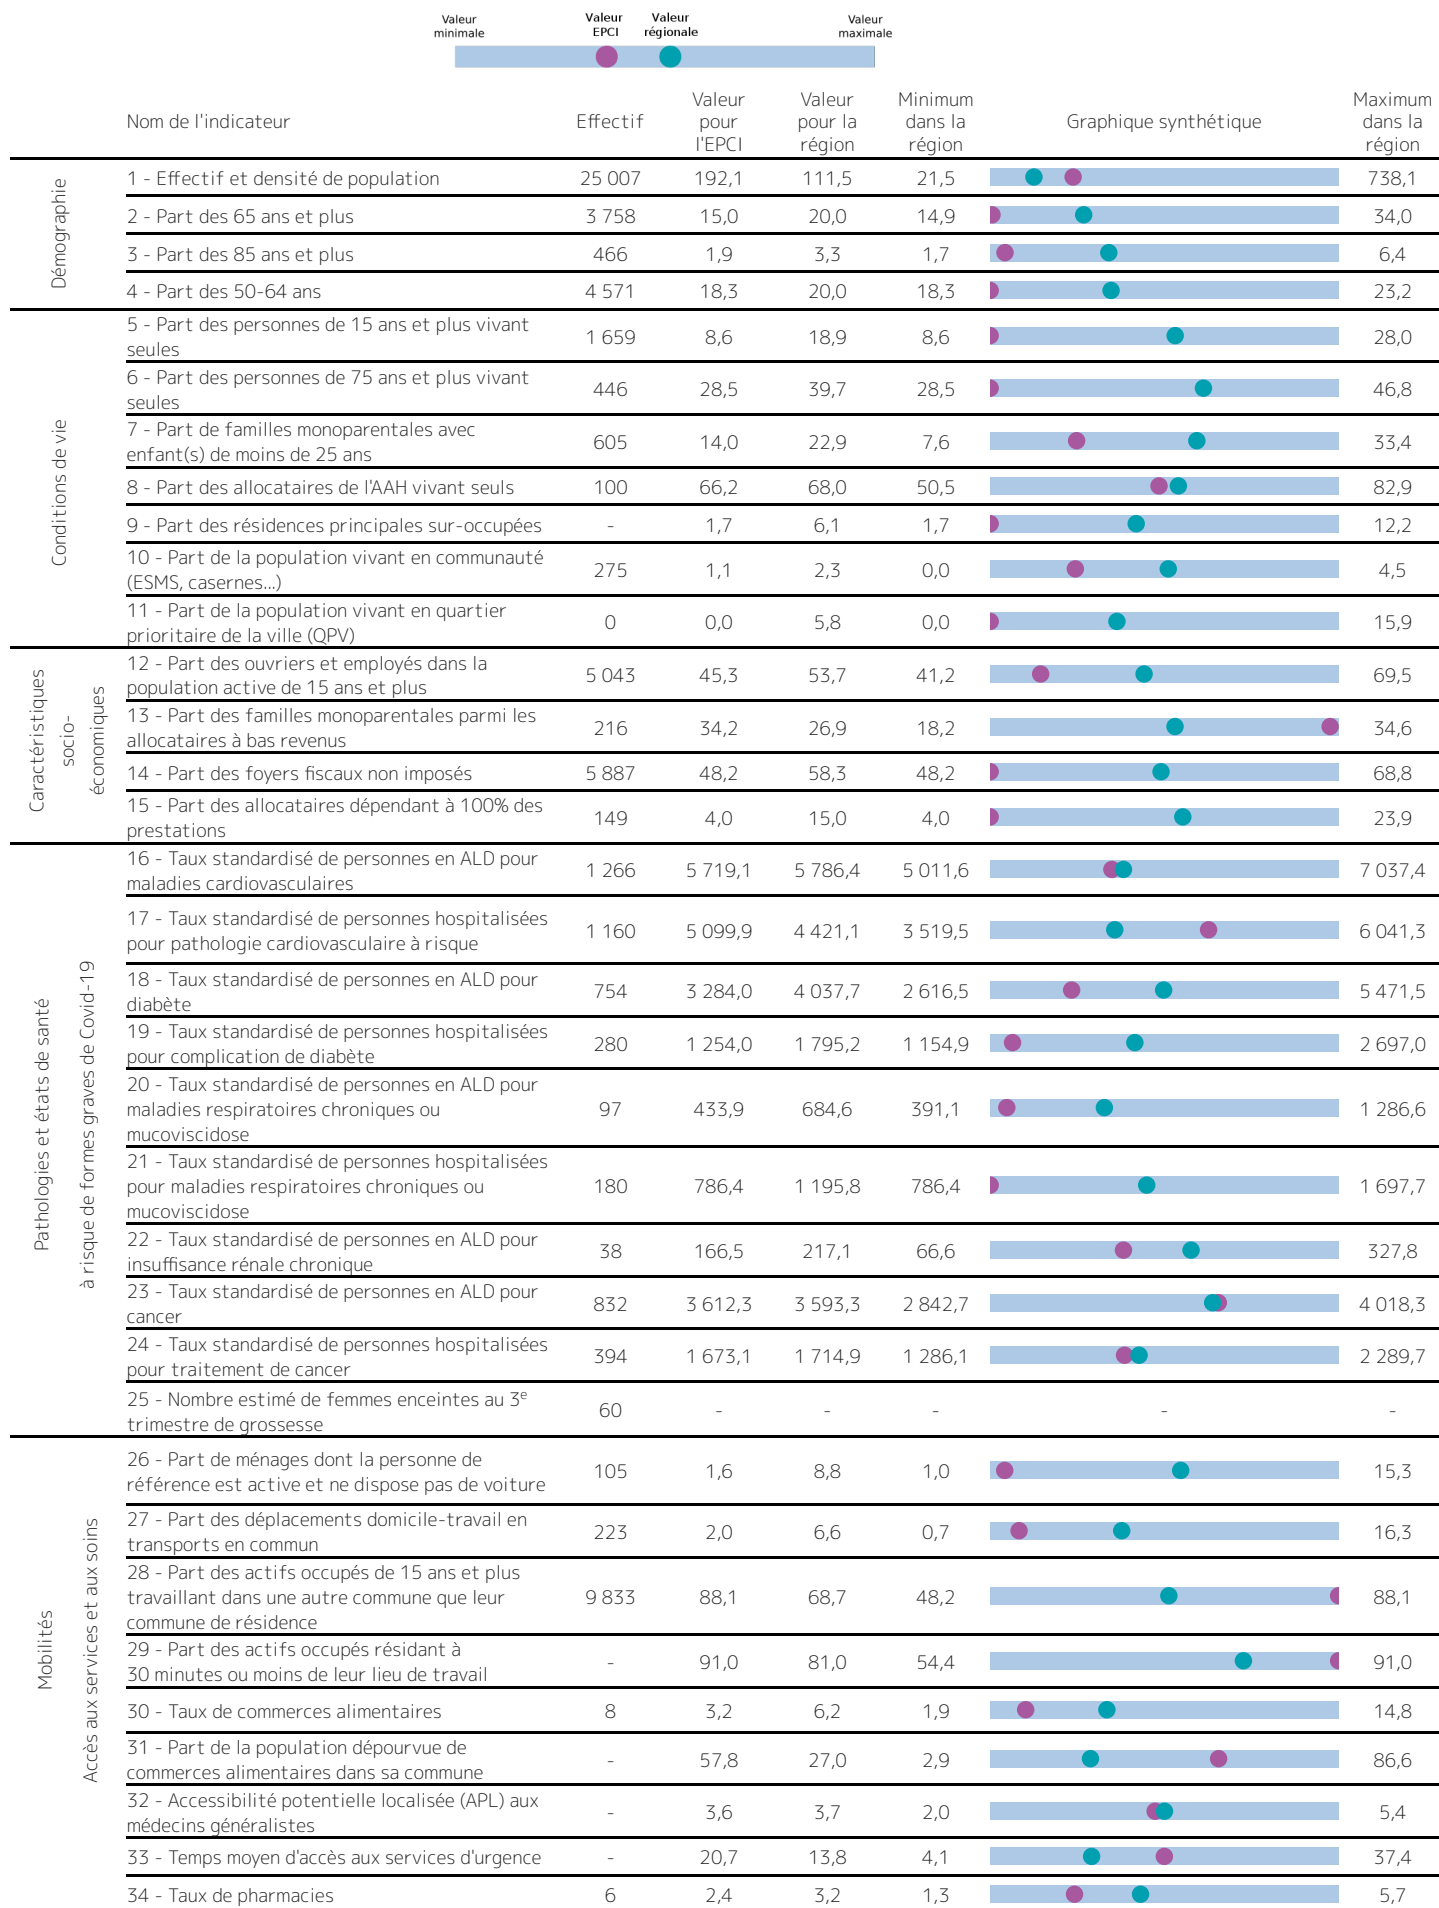 Valeur minimale
Valeur EPCI
Valeur régionale
Valeur maximale
Nom de l'indicateur Effectif Valeur pour l'EPCI Valeur pour la région Minimum dans la région Graphique synthétique Maximum dans la région
Démographie
1 - Effectif et densité de population 25 007 192,1 111,5 21,5 738,1
2 - Part des 65 ans et plus 3 758 15,0 20,0 14,9 34,0
3 - Part des 85 ans et plus 466 1,9 3,3 1,7 6,4
4 - Part des 50-64 ans 4 571 18,3 20,0 18,3 23,2
Conditions de vie
5 - Part des personnes de 15 ans et plus vivant
seules 1 659 8,6 18,9 8,6 28,0
6 - Part des personnes de 75 ans et plus vivant
seules 446 28,5 39,7 28,5 46,8
7 - Part de familles monoparentales avec
enfant(s) de moins de 25 ans 605 14,0 22,9 7,6 33,4
8 - Part des allocataires de l'AAH vivant seuls 100 66,2 68,0 50,5 82,9
9 - Part des résidences principales sur-occupées - 1,7 6,1 1,7 12,2
10 - Part de la population vivant en communauté
(ESMS, casernes...) 275 1,1 2,3 0,0 4,5
11 - Part de la population vivant en quartier
prioritaire de la ville (QPV) 0 0,0 5,8 0,0 15,9
Caractéristiques
socio-
économiques
12 - Part des ouvriers et employés dans la
population active de 15 ans et plus 5 043 45,3 53,7 41,2 69,5
13 - Part des familles monoparentales parmi les
allocataires à bas revenus 216 34,2 26,9 18,2 34,6
14 - Part des foyers fiscaux non imposés 5 887 48,2 58,3 48,2 68,8
15 - Part des allocataires dépendant à 100% des
prestations 149 4,0 15,0 4,0 23,9
Pathologies et états de santé
à risque de formes graves de Covid-19
16 - Taux standardisé de personnes en ALD pour
maladies cardiovasculaires 1 266 5 719,1 5 786,4 5 011,6 7 037,4
17 - Taux standardisé de personnes hospitalisées
pour pathologie cardiovasculaire à risque 1 160 5 099,9 4 421,1 3 519,5 6 041,3
18 - Taux standardisé de personnes en ALD pour
diabète 754 3 284,0 4 037,7 2 616,5 5 471,5
19 - Taux standardisé de personnes hospitalisées
pour complication de diabète 280 1 254,0 1 795,2 1 154,9 2 697,0
20 - Taux standardisé de personnes en ALD pour
maladies respiratoires chroniques ou
mucoviscidose 97 433,9 684,6 391,1 1 286,6
21 - Taux standardisé de personnes hospitalisées
pour maladies respiratoires chroniques ou
mucoviscidose 180 786,4 1 195,8 786,4 1 697,7
22 - Taux standardisé de personnes en ALD pour
insuffisance rénale chronique 38 166,5 217,1 66,6 327,8
23 - Taux standardisé de personnes en ALD pour
cancer 832 3 612,3 3 593,3 2 842,7 4 018,3
24 - Taux standardisé de personnes hospitalisées
pour traitement de cancer 394 1 673,1 1 714,9 1 286,1 2 289,7
25 - Nombre estimé de femmes enceintes au 3e
trimestre de grossesse 60 - - - - -
Mobilités
Accès aux services et aux soins
26 - Part de ménages dont la personne de
référence est active et ne dispose pas de voiture 105 1,6 8,8 1,0 15,3
27 - Part des déplacements domicile-travail en
transports en commun 223 2,0 6,6 0,7 16,3
28 - Part des actifs occupés de 15 ans et plus
travaillant dans une autre commune que leur
commune de résidence 9 833 88,1 68,7 48,2 88,1
29 - Part des actifs occupés résidant à
30 minutes ou moins de leur lieu de travail - 91,0 81,0 54,4 91,0
30 - Taux de commerces alimentaires 8 3,2 6,2 1,9 14,8
31 - Part de la population dépourvue de
commerces alimentaires dans sa commune - 57,8 27,0 2,9 86,6
32 - Accessibilité potentielle localisée (APL) aux
médecins généralistes - 3,6 3,7 2,0 5,4
33 - Temps moyen d'accès aux services d'urgence - 20,7 13,8 4,1 37,4
34 - Taux de pharmacies 6 2,4 3,2 1,3 5,7